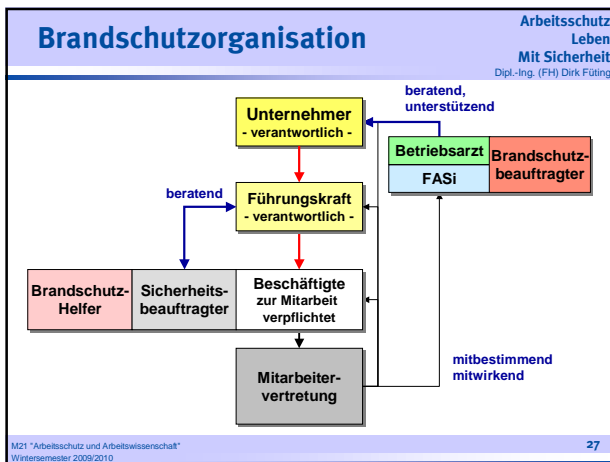 Brandschutzorganisation
Arbeitsschutz
Leben
Mit Sicherheit
Dipl.-Ing. (FH) Dirk Füting
beratend,
unterstützend
Unternehmer
- verantwortlich -
Betriebsarzt
FASi
Brandschutz-
beauftragter
beratend
Führungskraft
- verantwortlich -
Brandschutz-
Helfer
Sicherheits-
beauftragter
Beschäftigte
zur Mitarbeit
verpflichtet
Mitarbeiter-
vertretung
mitbestimmend
mitwirkend
M21 "Arbeitsschutz und Arbeitswissenschaft"
Wintersemester 2009/2010
27